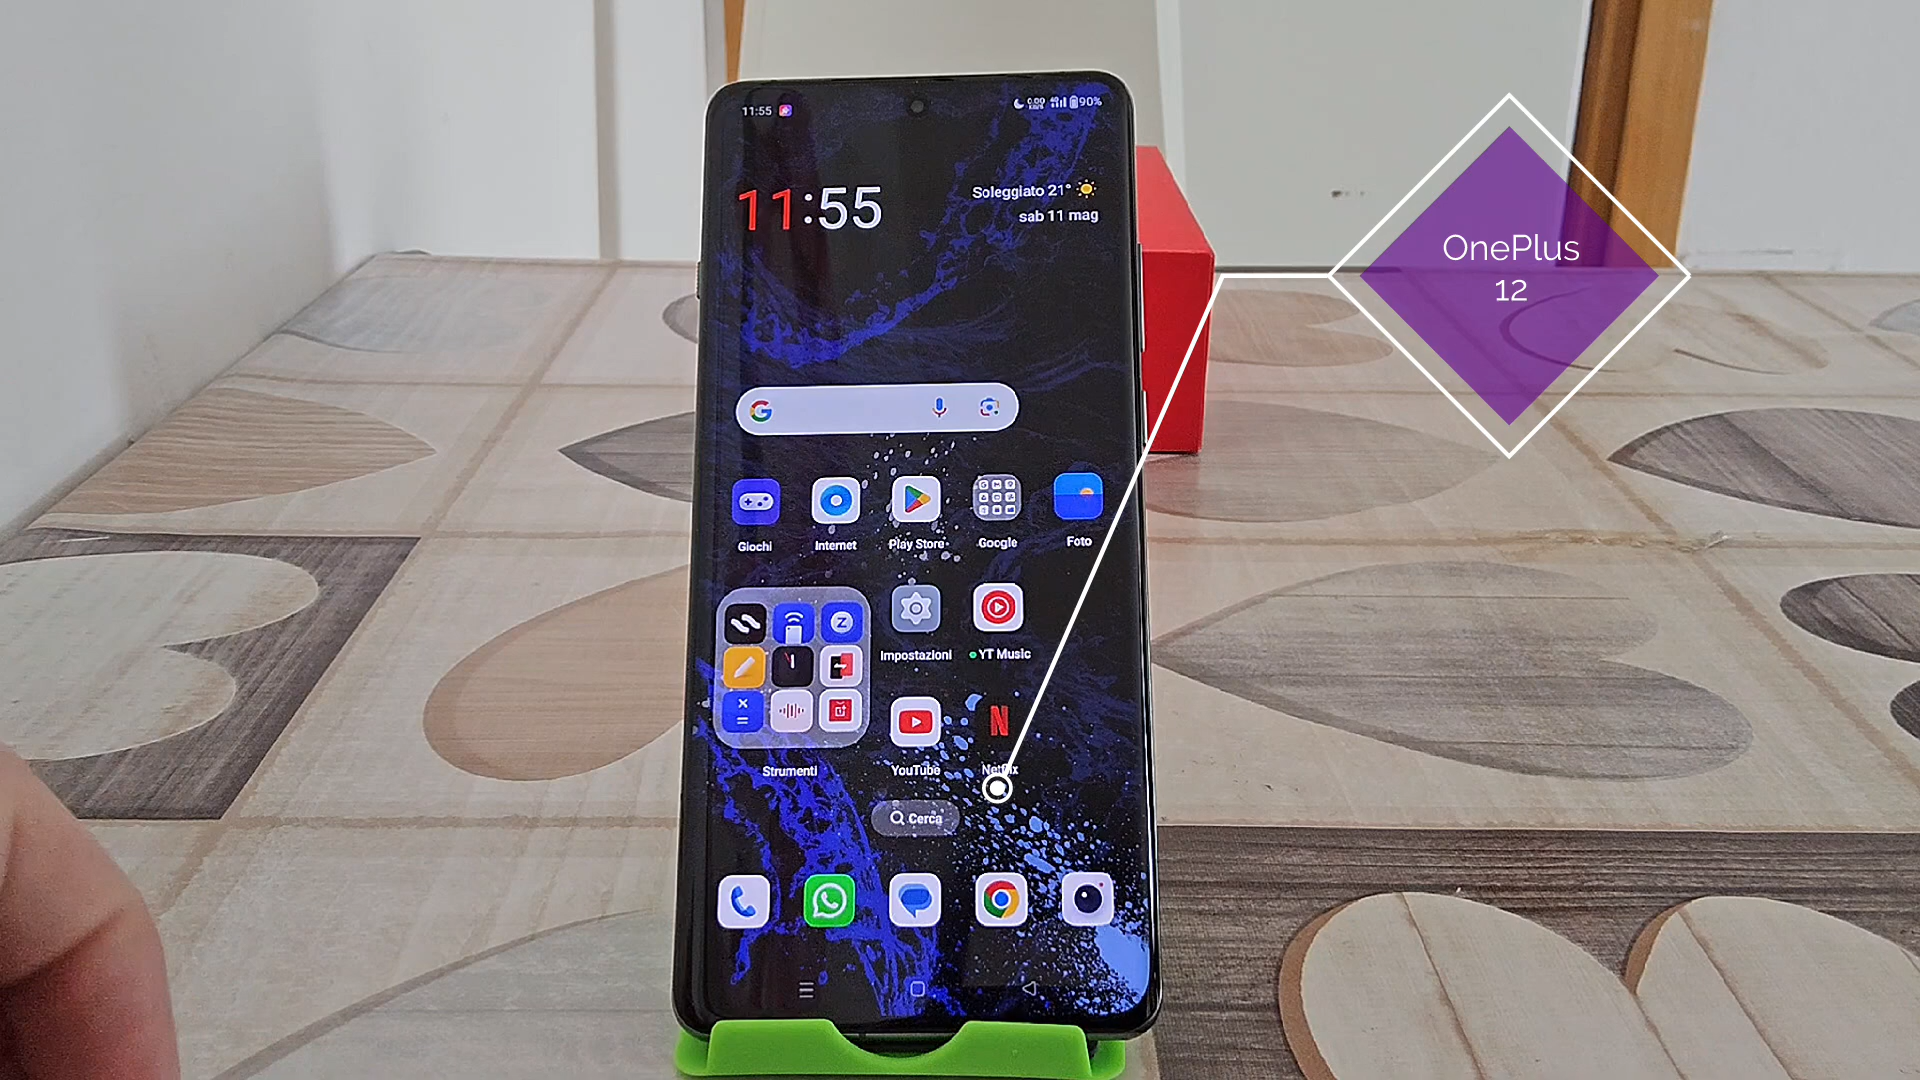 11:55
90%
11:55
Soleggiato 21°
sab 11 mag
OnePlus
12
Giochi
Internet
Play Store
Google
Foto
Impostazioni
YT Music
Strumenti
YouTube
Netflix
Cerca